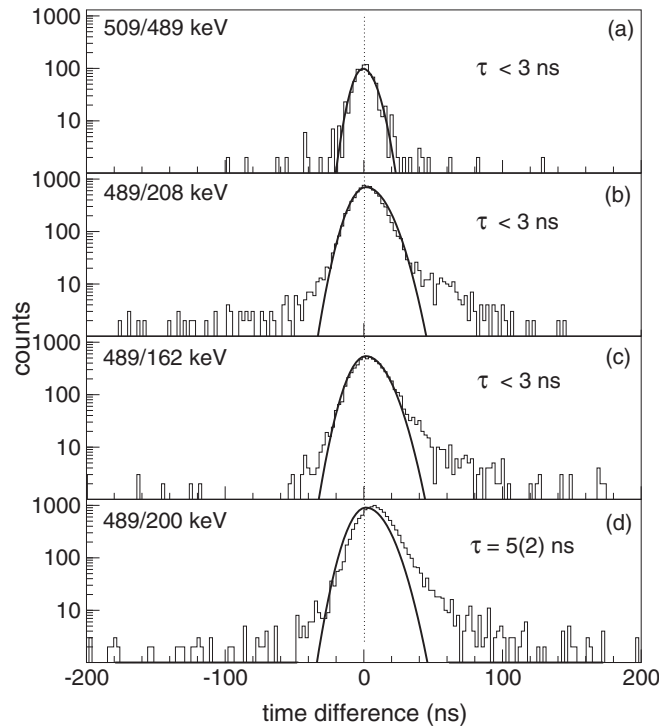 1000
509/489 keV
(a)
τ < 3 ns
100
10
1000
489/208 keV
(b)
τ < 3 ns
100
10
counts
1000
489/162 keV
(c)
τ < 3 ns
100
10
1000
489/200 keV
(d)
τ = 5(2) ns
100
10
-200 -100 0 100 200
time difference (ns)